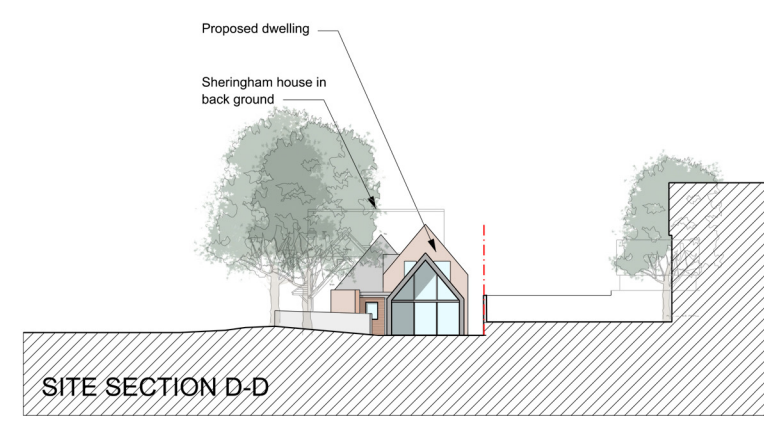 Proposed dwelling
Sheringham house in
back ground
SITE SECTION D-D